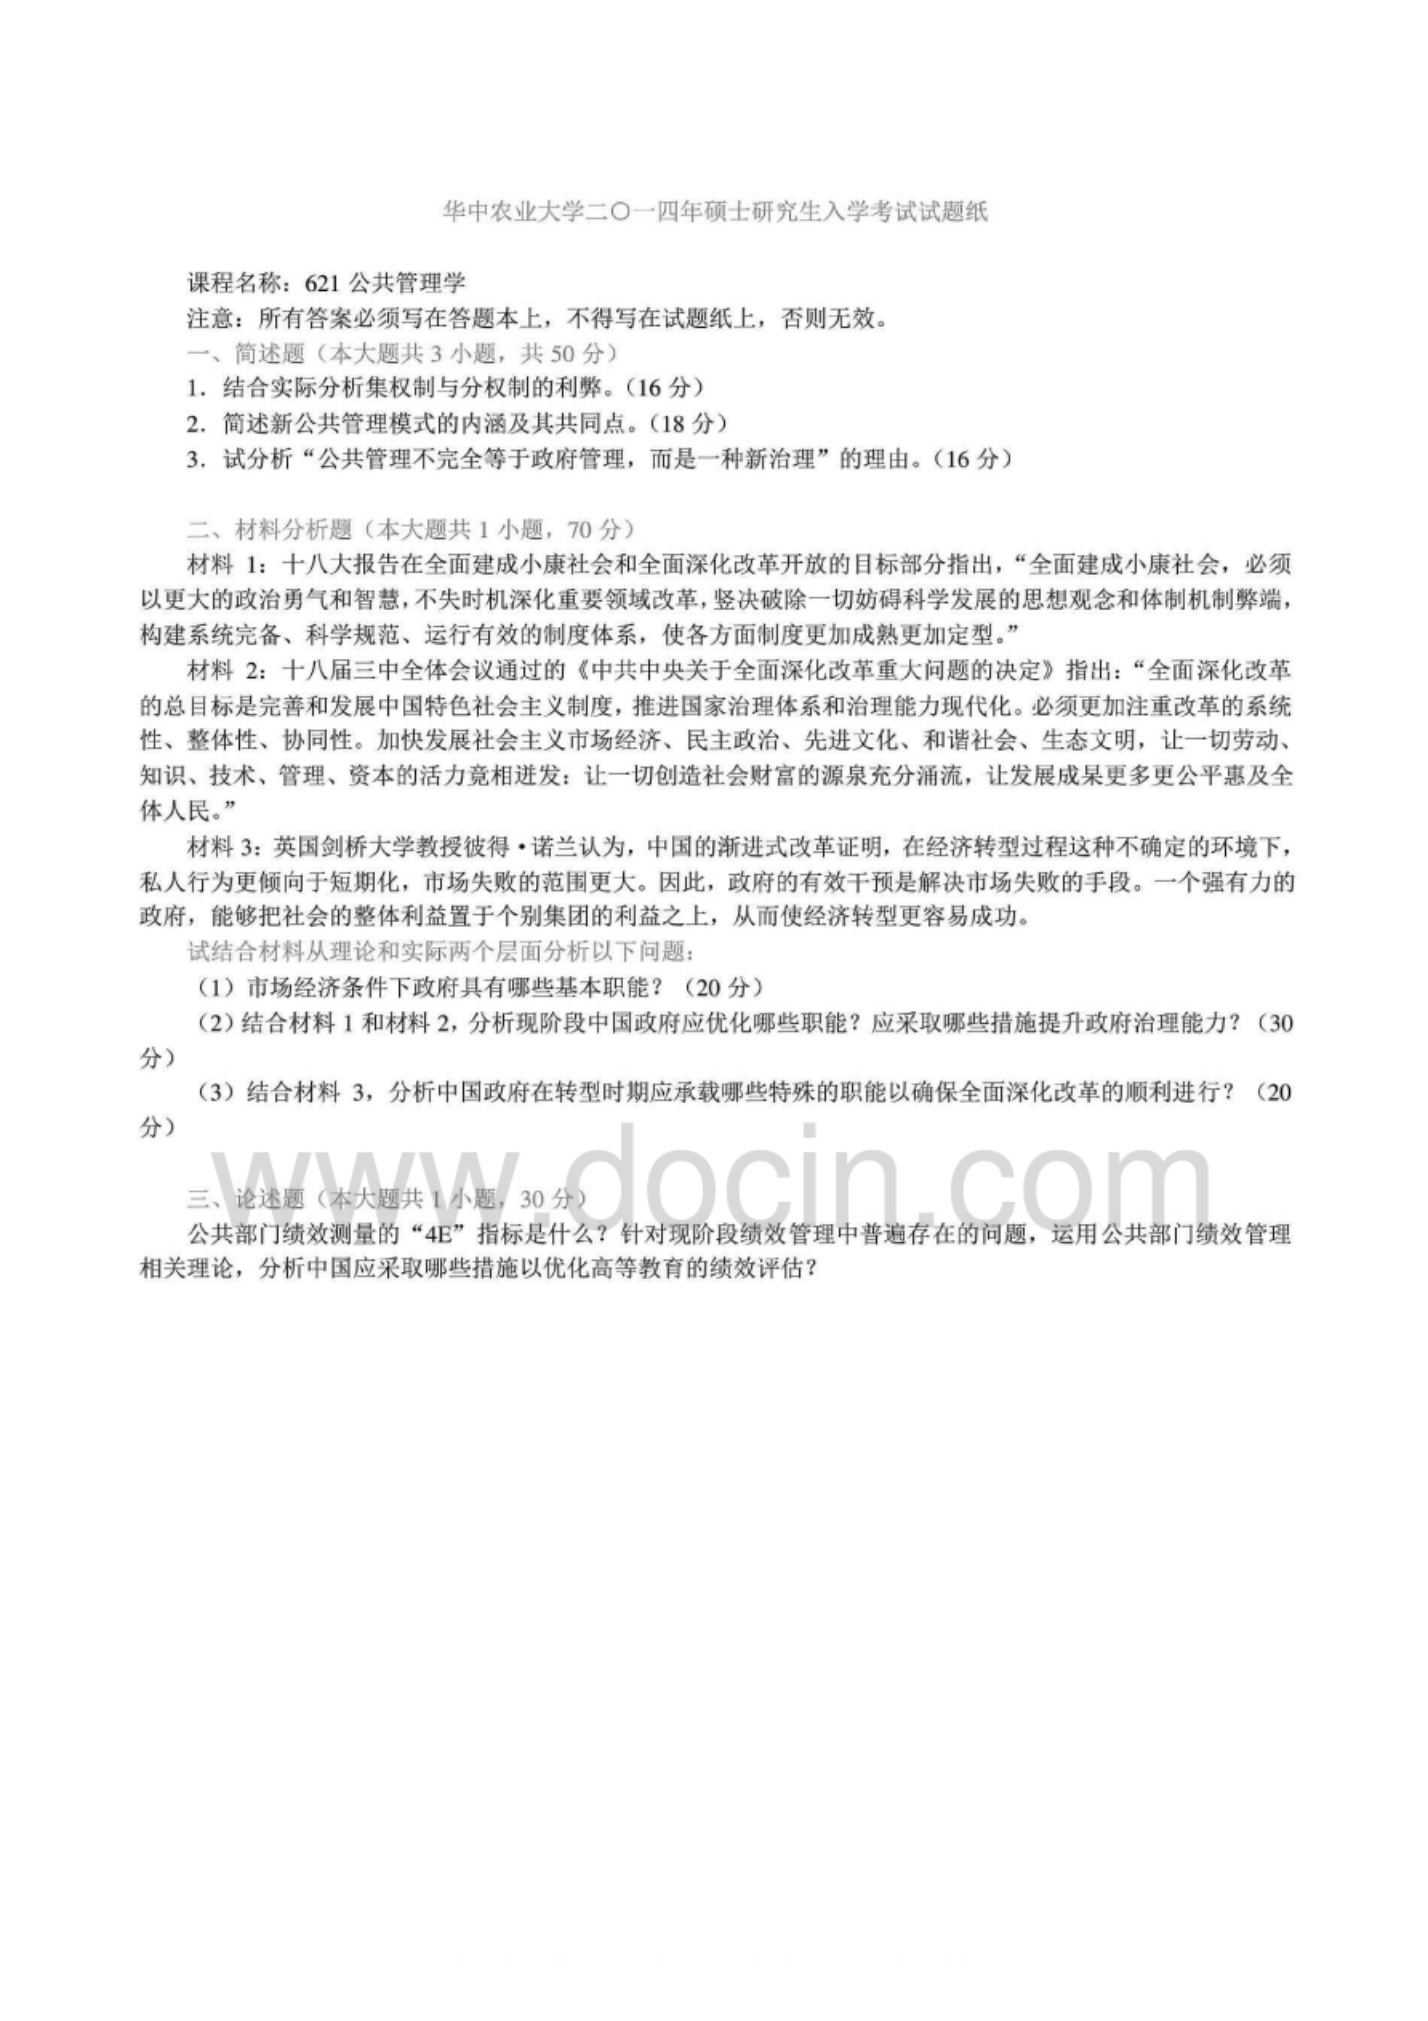 华中农业大学二〇一四年硕士研究生入学考试试题纸
课程名称：621 公共管理学
注意：所有答案必须写在答题本上，不得写在试题纸上，否则无效。
一、简述题（本大题共 3 小题，共 50 分）
1．结合实际分析集权制与分权制的利弊。（16 分）
2．简述新公共管理模式的内涵及其共同点。（18 分）
3．试分析“公共管理不完全等于政府管理，而是一种新治理”的理由。（16 分）
二、材料分析题（本大题共 1 小题，70 分）
材料 1：十八大报告在全面建成小康社会和全面深化改革开放的目标部分指出，“全面建成小康社会，必须
以更大的政治勇气和智慧，不失时机深化重要领域改革，竖决破除一切妨碍科学发展的思想观念和体制机制弊端，
构建系统完备、科学规范、运行有效的制度体系，使各方面制度更加成熟更加定型。”
材料 2：十八届三中全体会议通过的《中共中央关于全面深化改革重大问题的决定》指出：“全面深化改革
的总目标是完善和发展中国特色社会主义制度，推进国家治理体系和治理能力现代化。必须更加注重改革的系统
性、整体性、协同性。加快发展社会主义市场经济、民主政治、先进文化、和谐社会、生态文明，让一切劳动、
知识、技术、管理、资本的活力竞相迸发：让一切创造社会财富的源泉充分涌流，让发展成杲更多更公平惠及全
体人民。”
材料 3：英国剑桥大学教授彼得·诺兰认为，中国的渐进式改革证明，在经济转型过程这种不确定的环境下，
私人行为更倾向于短期化，市场失败的范围更大。因此，政府的有效干预是解决市场失败的手段。一个强有力的
政府，能够把社会的整体利益置于个别集团的利益之上，从而使经济转型更容易成功。
试结合材料从理论和实际两个层面分析以下问题：
（1）市场经济条件下政府具有哪些基本职能？（20 分）
（2）结合材料 1 和材料 2，分析现阶段中国政府应优化哪些职能？应采取哪些措施提升政府治理能力？（30
分）
（3）结合材料 3，分析中国政府在转型时期应承载哪些特殊的职能以确保全面深化改革的顺利进行？（20
分）
www.docin.com
三、论述题（本大题共 1 小题，30 分）
公共部门绩效测量的“4E”指标是什么？针对现阶段绩效管理中普遍存在的问题，运用公共部门绩效管理
相关理论，分析中国应采取哪些措施以优化高等教育的绩效评估？